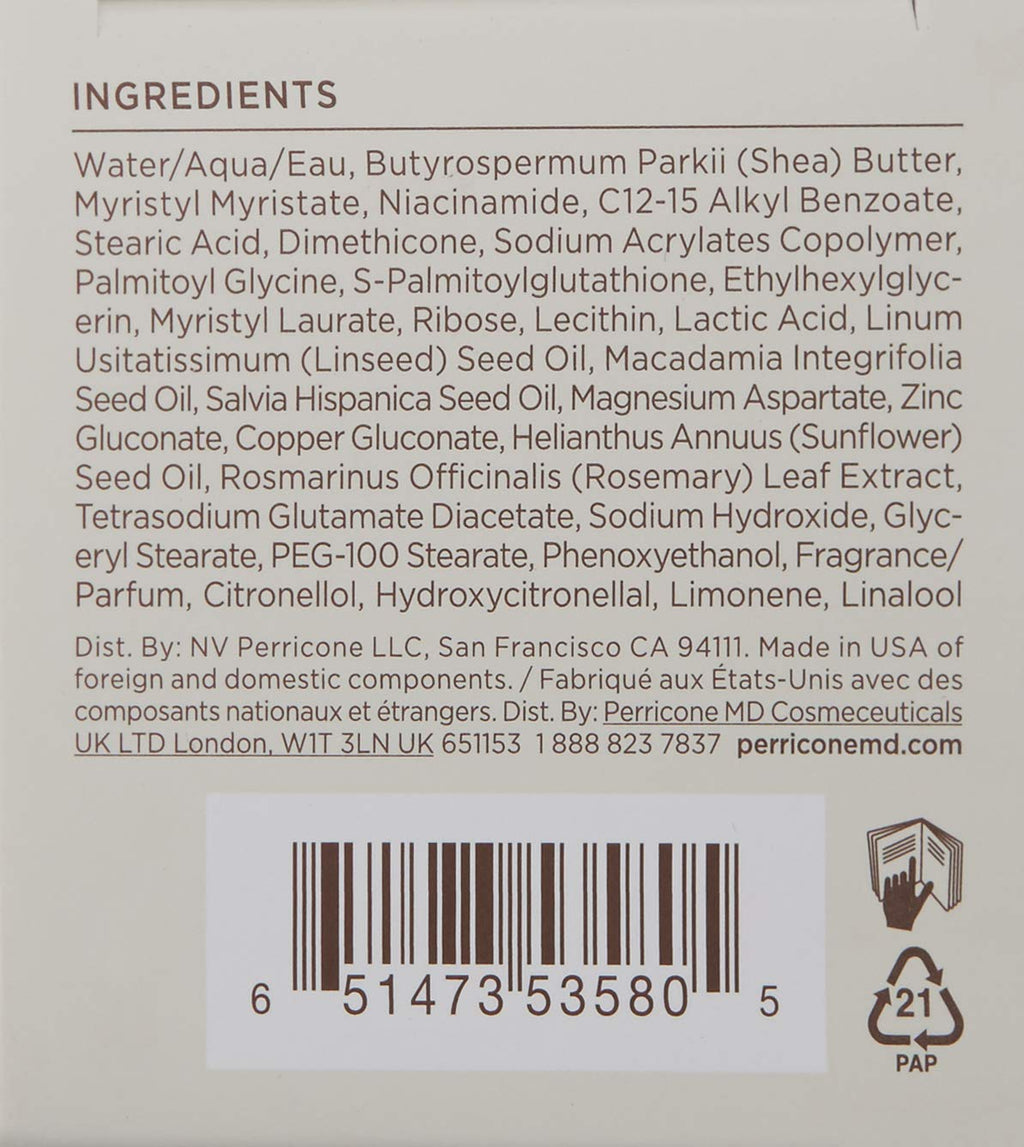 INGREDIENTS
Water/Aqua/Eau, Butyrospermum Parkii (Shea) Butter,
Myristyl Myristate, Niacinamide, C12-15 Alkyl Benzoate,
Stearic Acid, Dimethicone, Sodium Acrylates Copolymer,
Palmitoyl Glycine, S-Palmitoylglutathione, Ethylhexylglyc-
erin, Myristyl Laurate, Ribose, Lecithin, Lactic Acid, Linum
Usitatissimum (Linseed) Seed Oil, Macadamia Integrifolia
Seed Oil, Salvia Hispanica Seed Oil, Magnesium Aspartate, Zinc
Gluconate, Copper Gluconate, Helianthus Annuus (Sunflower)
Seed Oil, Rosmarinus Officinalis (Rosemary) Leaf Extract,
Tetrasodium Glutamate Diacetate, Sodium Hydroxide, Glyc-
eryl Stearate, PEG-100 Stearate, Phenoxyethanol, Fragrance/
Parfum, Citronellol, Hydroxycitronellal, Limonene, Linalool
Dist. By: NV Perricone LLC, San Francisco CA 94111. Made in USA of
foreign and domestic components. / Fabriqué aux États-Unis avec des
composants nationaux et étrangers. Dist. By: Perricone MD Cosmeceuticals
UK LTD London, W1T 3LN UK 651153 1 888 823 7837 perriconemd.com
6 51473 53580 5
21
PAP